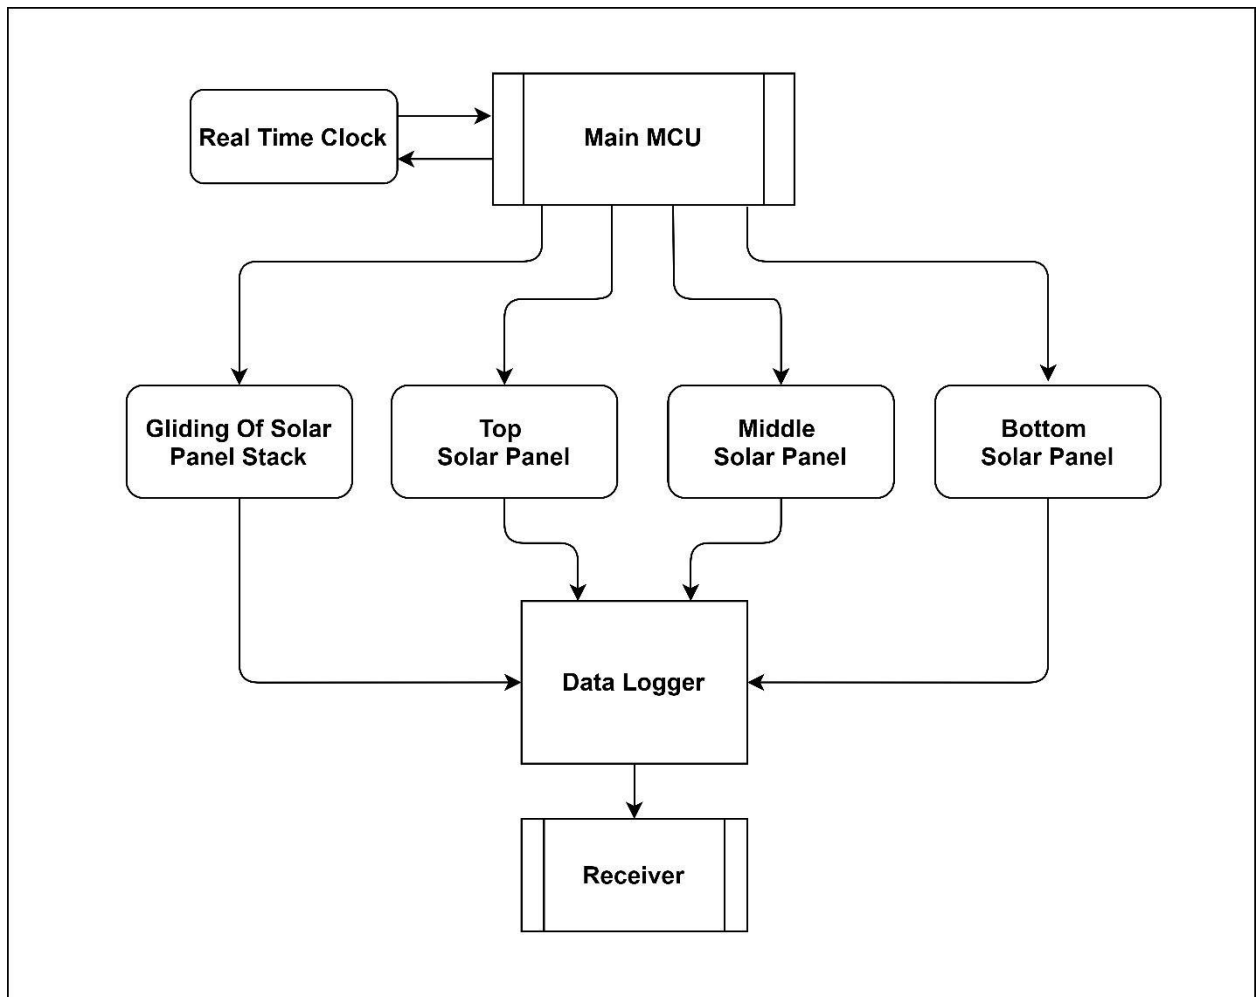 Real Time Clock
Main MCU
Gliding Of Solar
Panel Stack
Top
Solar Panel
Middle
Solar Panel
Bottom
Solar Panel
Data Logger
Receiver